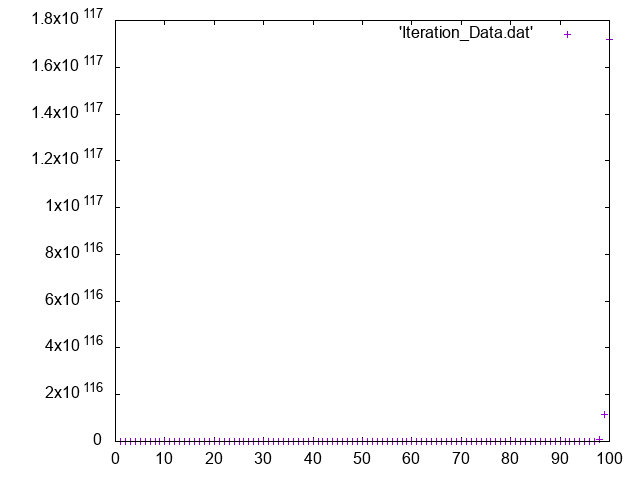 1.8x10 117
'Iteration_Data.dat'
1.6x10 117
1.4x10 117
1.2x10 117
1x10 117
8x10 116
6x10 116
4x10 116
2x10 116
0
0 10 20 30 40 50 60 70 80 90 100